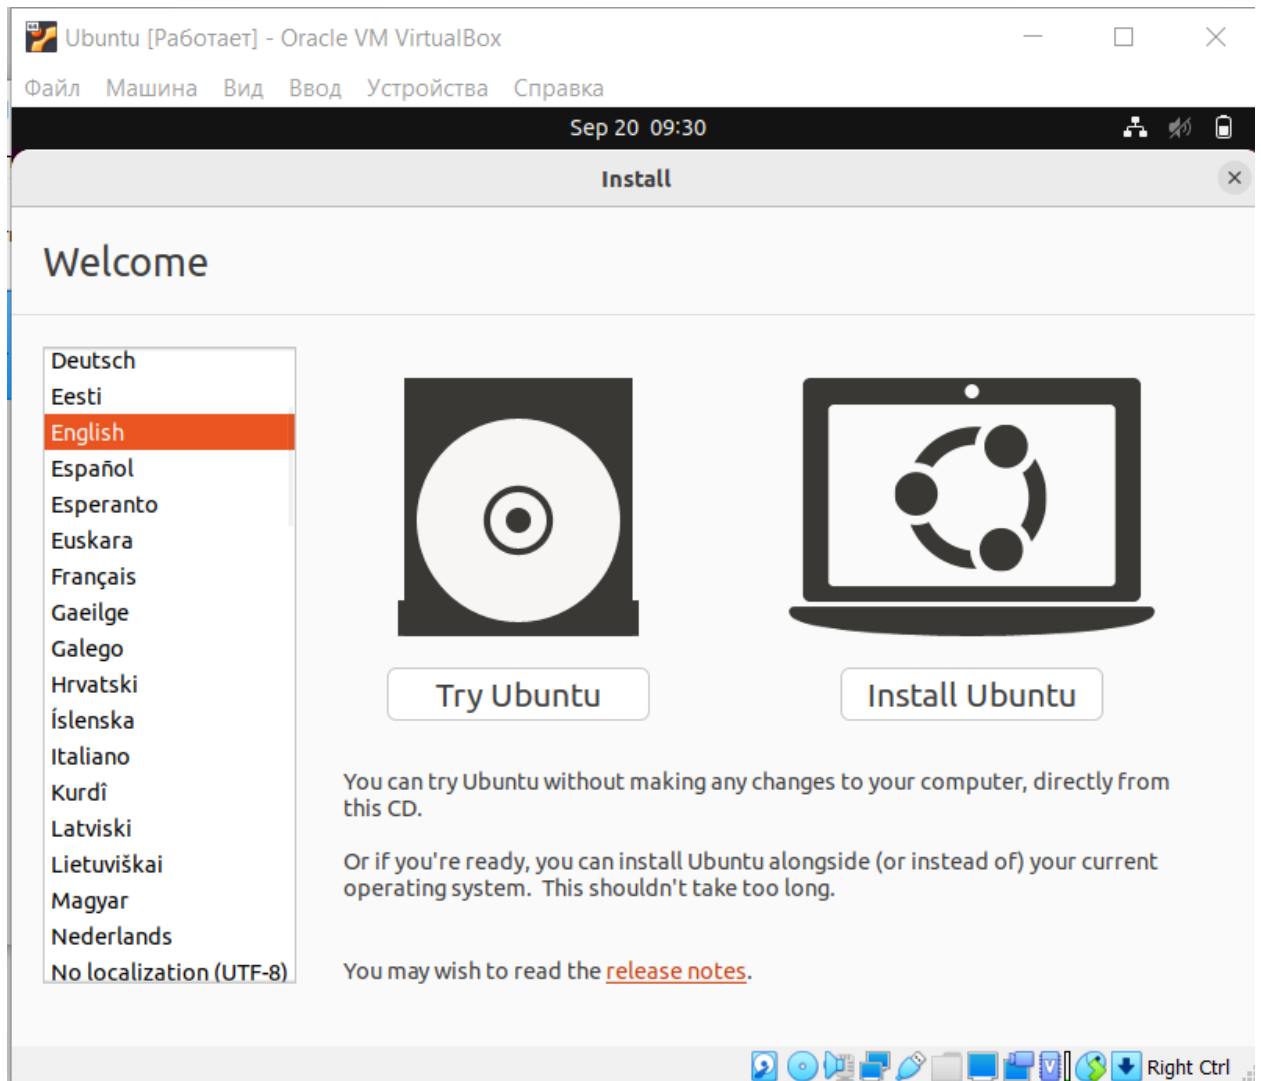 Ubuntu [Работает] - Oracle VM VirtualBox
Файл Машина Вид Ввод Устройства Справка
Sep 20 09:30
Install
Welcome
Deutsch
Eesti
English
Español
Esperanto
Euskara
Français
Gaeilge
Galego
Hrvatski
Íslenska
Italiano
Kurdî
Latviski
Lietuviškai
Magyar
Nederlands
No localization (UTF-8)
Try Ubuntu
Install Ubuntu
You can try Ubuntu without making any changes to your computer, directly from
this CD.
Or if you're ready, you can install Ubuntu alongside (or instead of) your current
operating system. This shouldn't take too long.
You may wish to read the release notes.
Right Ctrl